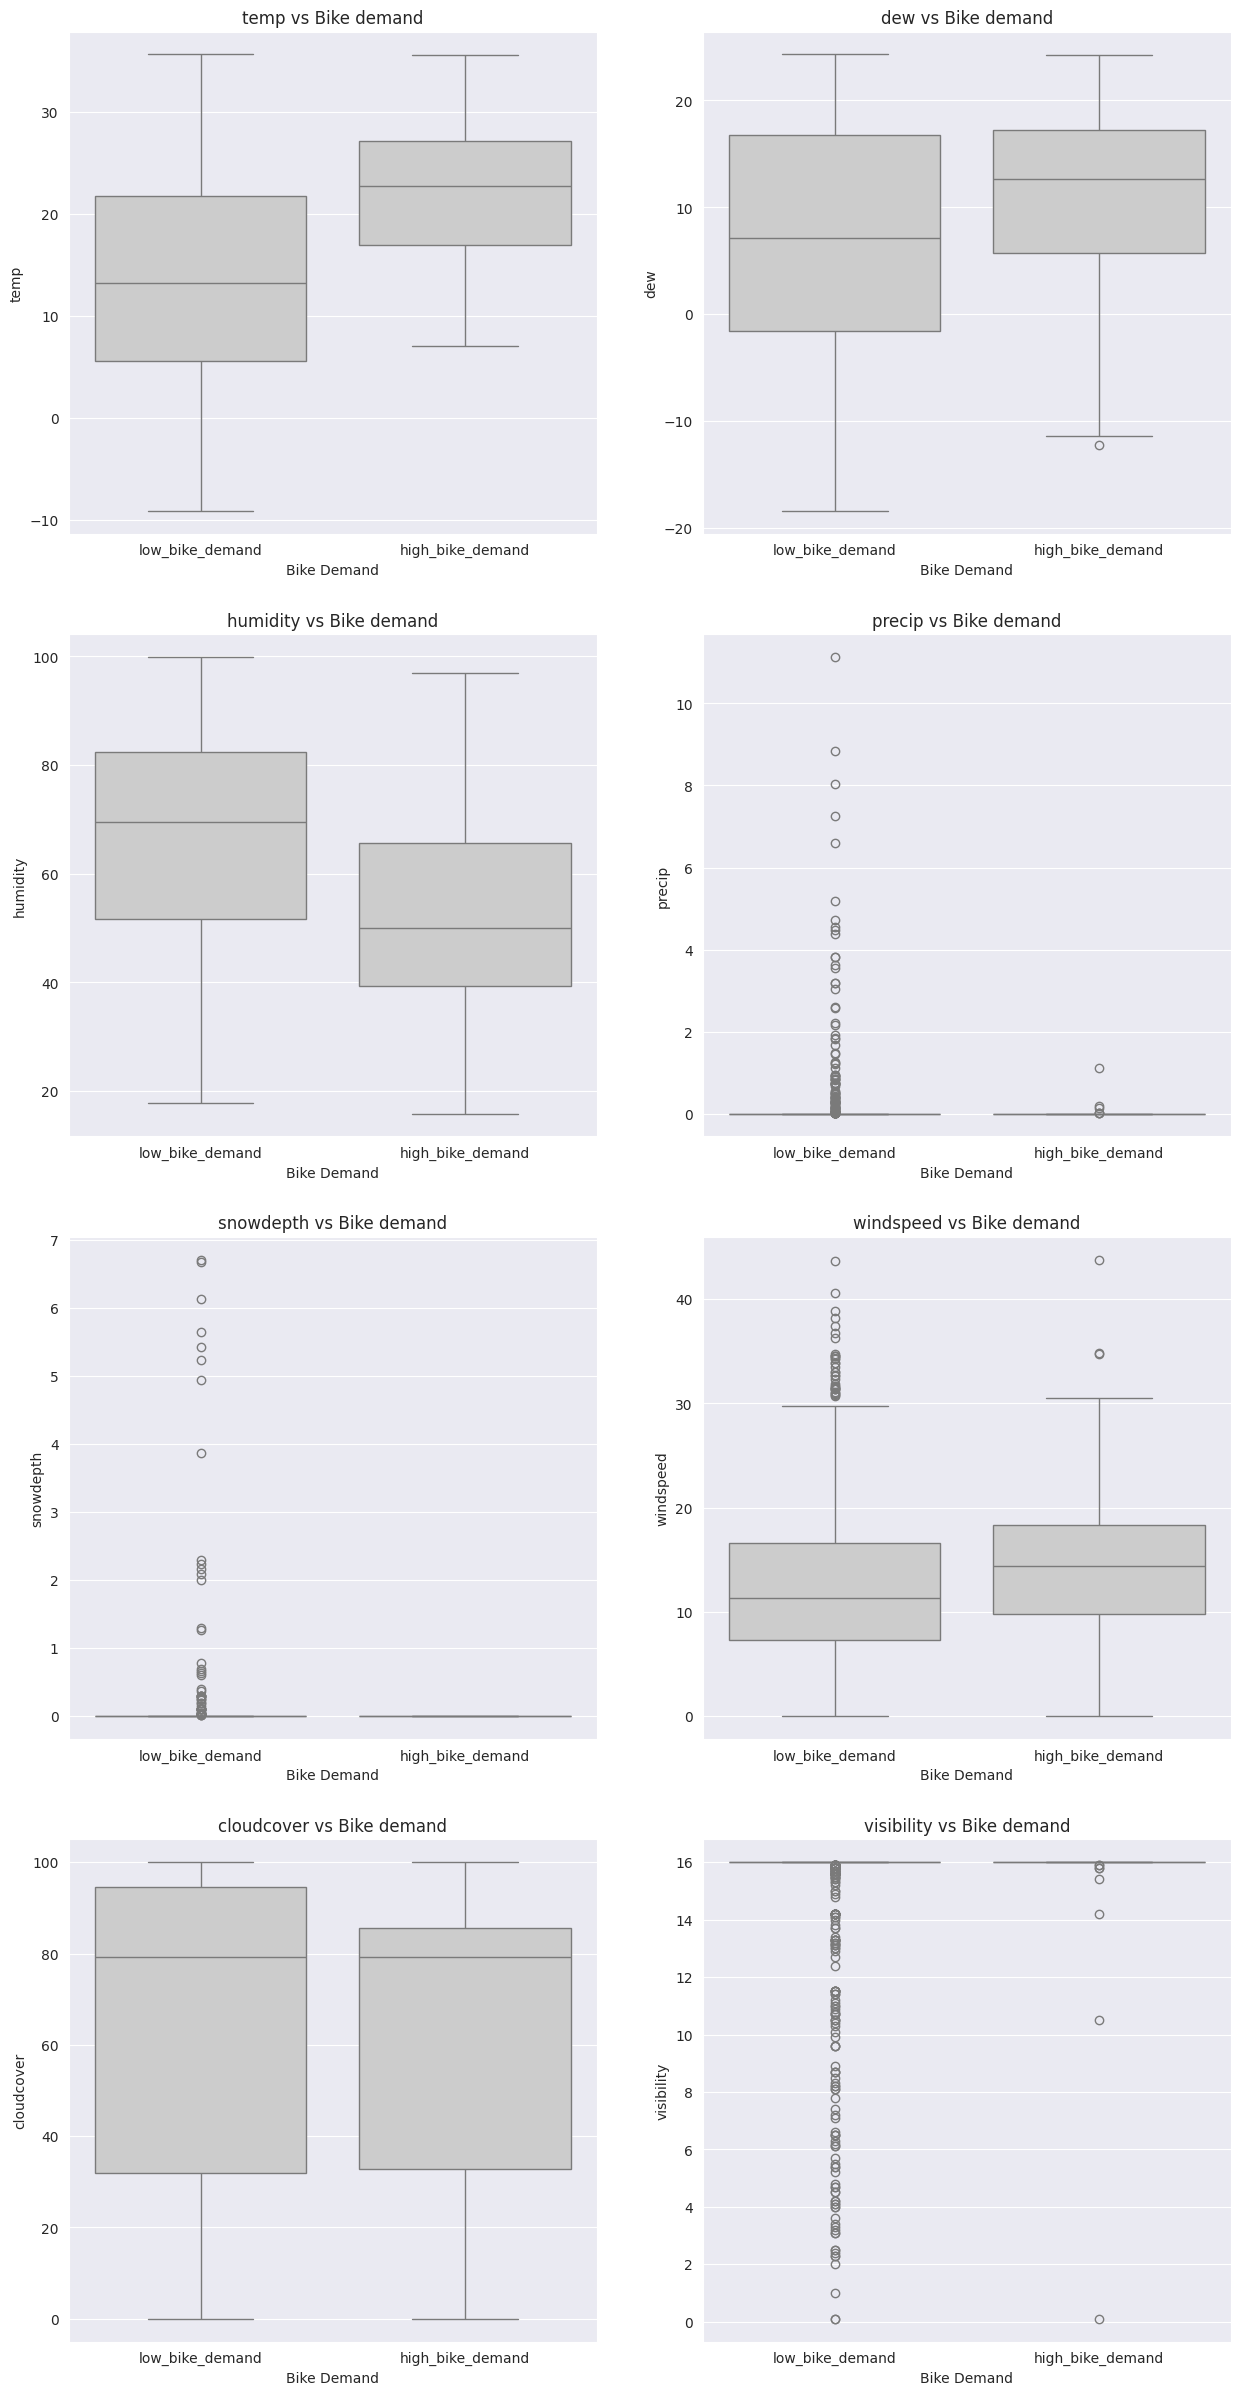 temp vs Bike demand
30
20
10
0
−10
temp
low_bike_demand
high_bike_demand
Bike Demand
dew vs Bike demand
20
10
0
−10
−20
dew
low_bike_demand
high_bike_demand
Bike Demand
humidity vs Bike demand
100
80
60
40
20
humidity
low_bike_demand
high_bike_demand
Bike Demand
precip vs Bike demand
10
8
6
4
2
0
precip
low_bike_demand
high_bike_demand
Bike Demand
snowdepth vs Bike demand
7
6
5
4
3
2
1
0
snowdepth
low_bike_demand
high_bike_demand
Bike Demand
windspeed vs Bike demand
40
30
20
10
0
windspeed
low_bike_demand
high_bike_demand
Bike Demand
cloudcover vs Bike demand
100
80
60
40
20
0
cloudcover
low_bike_demand
high_bike_demand
Bike Demand
visibility vs Bike demand
16
14
12
10
8
6
4
2
0
visibility
low_bike_demand
high_bike_demand
Bike Demand